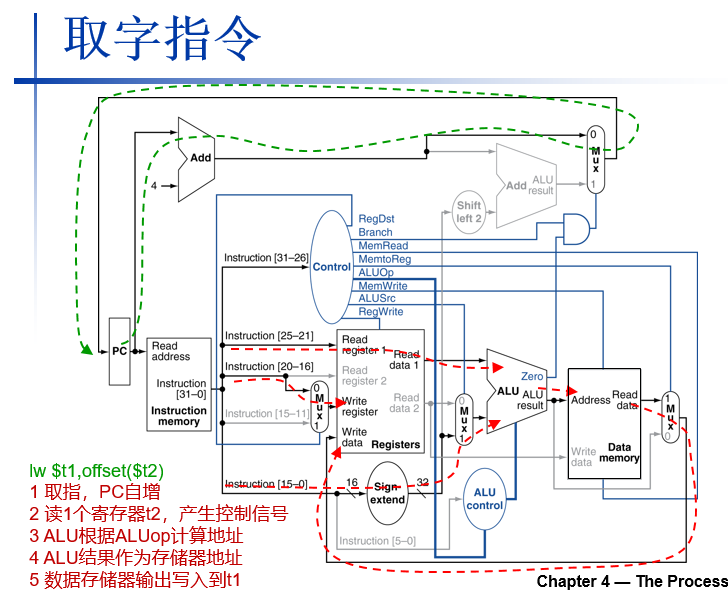 取字指令
Add
4
0
M
u
x
1
Add
ALU
result
Shift
left 2
RegDst
Branch
MemRead
MemtoReg
ALUOp
MemWrite
ALUSrc
RegWrite
Control
Instruction [31–26]
Instruction [25–21]
Instruction [20–16]
Instruction [15–11]
Instruction [15–0]
Instruction [5–0]
PC
Read
address
Instruction
[31–0]
Instruction
memory
0
M
u
x
1
Read
register 1
Read
data 1
Read
register 2
Write
register
Read
data 2
Write
data
Registers
16
Sign
extend
32
0
M
u
x
1
Zero
ALU
ALU
result
ALU
control
Address
Read
data
Write
data
Data
memory
1
M
u
x
0
lw $t1,offset($t2)
1 取指，PC自增
2 读1个寄存器t2，产生控制信号
3 ALU根据ALUop计算地址
4 ALU结果作为存储器地址
5 数据存储器输出写入到t1
Chapter 4 — The Process